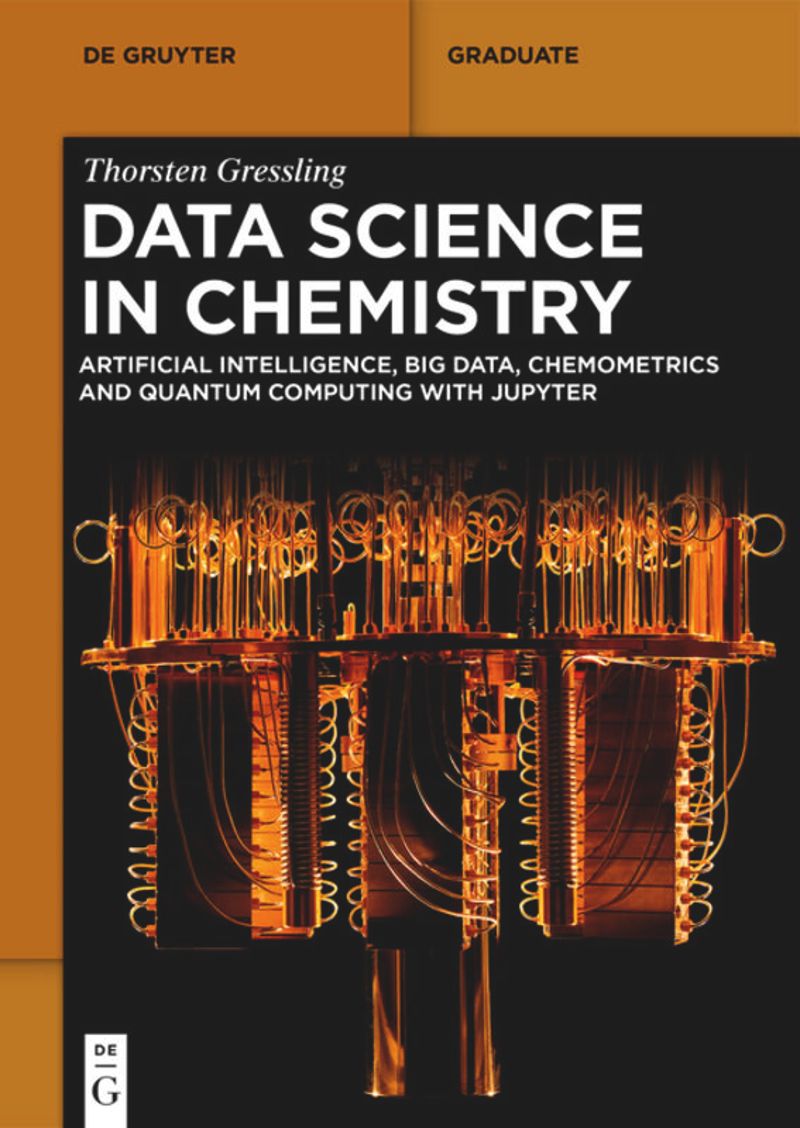 DE GRUYTER
GRADUATE
Thorsten Gressling
DATA SCIENCE
IN CHEMISTRY
ARTIFICIAL INTELLIGENCE, BIG DATA, CHEMOMETRICS
AND QUANTUM COMPUTING WITH JUPYTER
DE
G